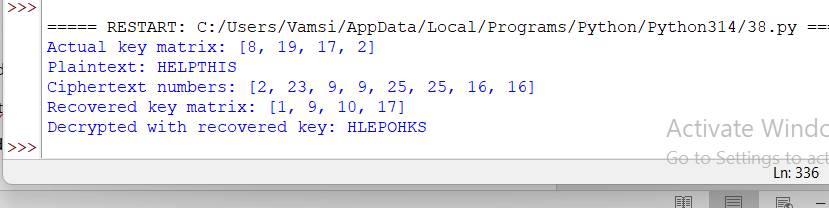 >>>
===== RESTART: C:/Users/Vamsi/AppData/Local/Programs/Python/Python314/38.py ==
Actual key matrix: [8, 19, 17, 2]
Plaintext: HELPTHIS
Ciphertext numbers: [2, 23, 9, 9, 25, 25, 16, 16]
Recovered key matrix: [1, 9, 10, 17]
Decrypted with recovered key: HLEPOHKS
>>>
Activate Windo
Go to Settings to act
Ln: 336